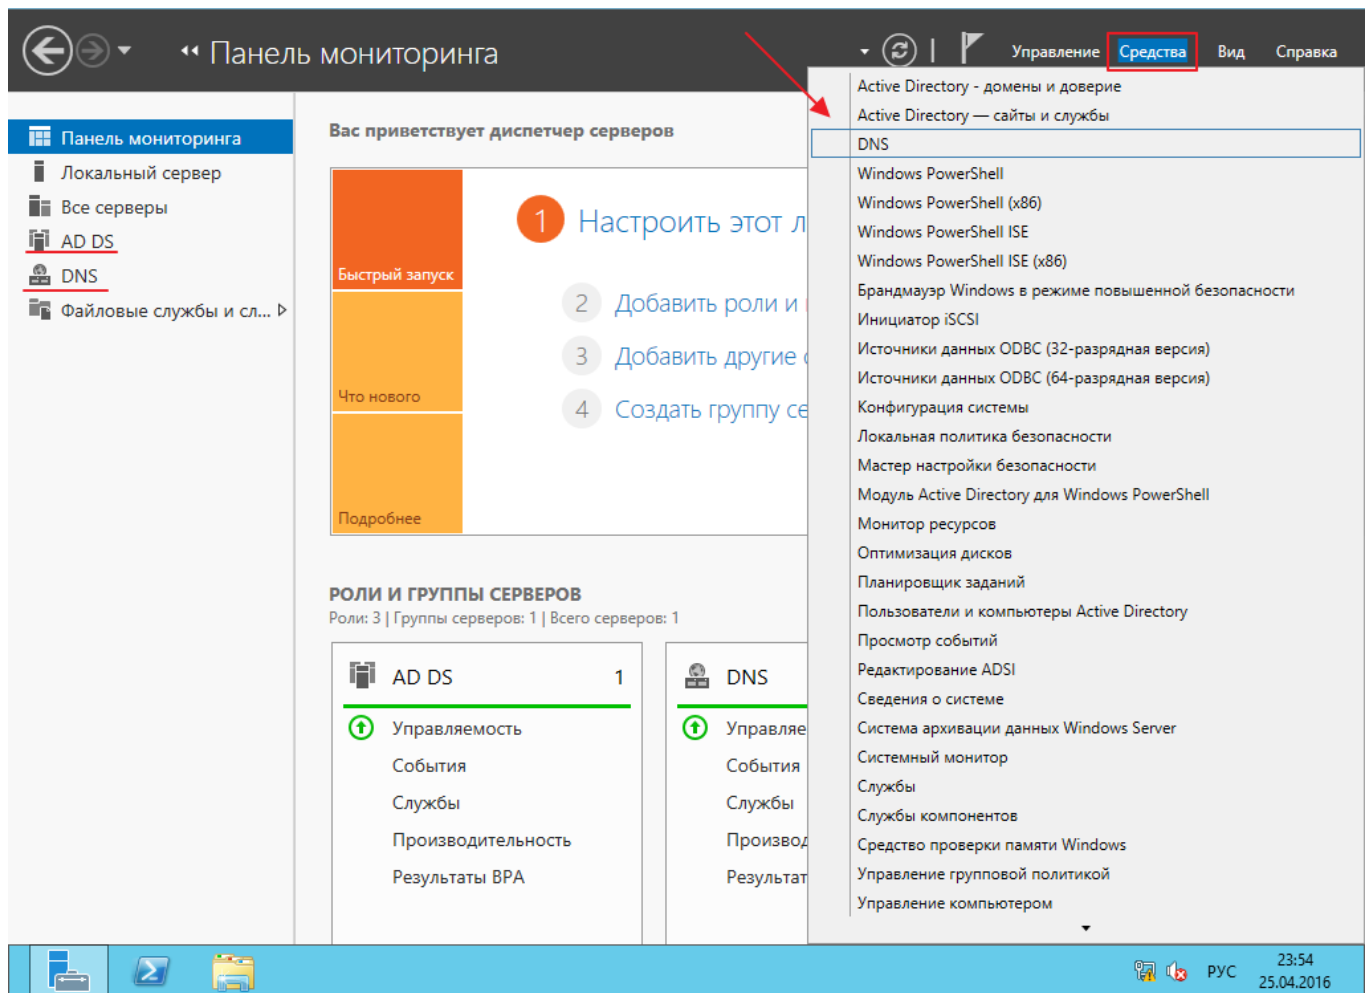 Панель мониторинга
Управление Средства Вид Справка
Панель мониторинга
Локальный сервер
Все серверы
AD DS
DNS
Файловые службы и сл...
Вас приветствует диспетчер серверов
Быстрый запуск
Что нового
Подробнее
1 Настроить этот л
2 Добавить роли и
3 Добавить другие
4 Создать группу се
РОЛИ И ГРУППЫ СЕРВЕРОВ
Роли: 3 | Группы серверов: 1 | Всего серверов: 1
AD DS 1
Управляемость
События
Службы
Производительность
Результаты BPA
DNS
Управляе
События
Службы
Производ
Результат
Active Directory - домены и доверие
Active Directory — сайты и службы
DNS
Windows PowerShell
Windows PowerShell (x86)
Windows PowerShell ISE
Windows PowerShell ISE (x86)
Брандмауэр Windows в режиме повышенной безопасности
Инициатор iSCSI
Источники данных ODBC (32-разрядная версия)
Источники данных ODBC (64-разрядная версия)
Конфигурация системы
Локальная политика безопасности
Мастер настройки безопасности
Модуль Active Directory для Windows PowerShell
Монитор ресурсов
Оптимизация дисков
Планировщик заданий
Пользователи и компьютеры Active Directory
Просмотр событий
Редактирование ADSI
Сведения о системе
Система архивации данных Windows Server
Системный монитор
Службы
Службы компонентов
Средство проверки памяти Windows
Управление групповой политикой
Управление компьютером
РУС
23:54
25.04.2016